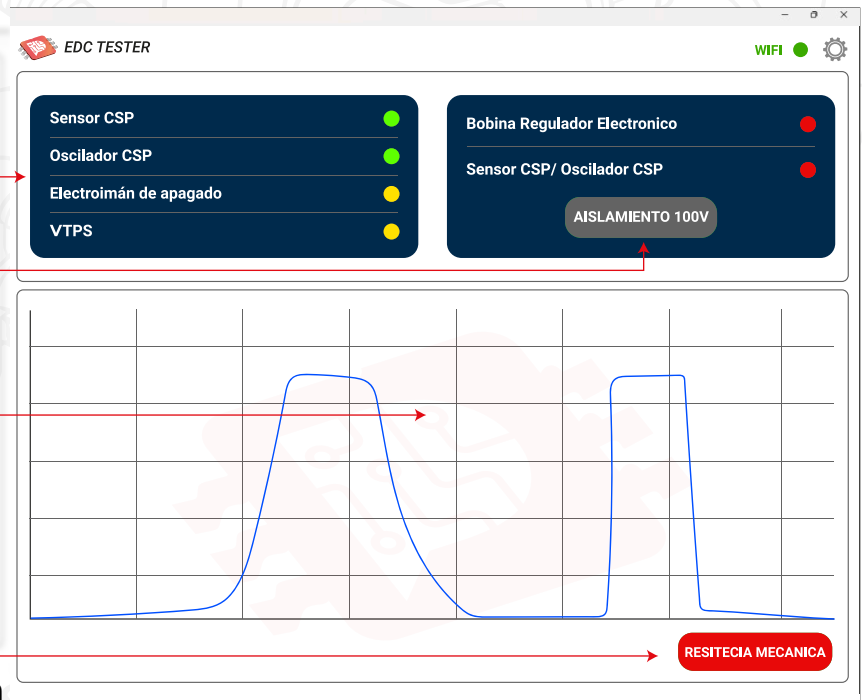 EDC TESTER
WIFI
Sensor CSP
Oscilador CSP
Electroimán de apagado
VTPS
Bobina Regulador Electronico
Sensor CSP/ Oscilador CSP
AISLAMIENTO 100V
RESITECIA MECANICA